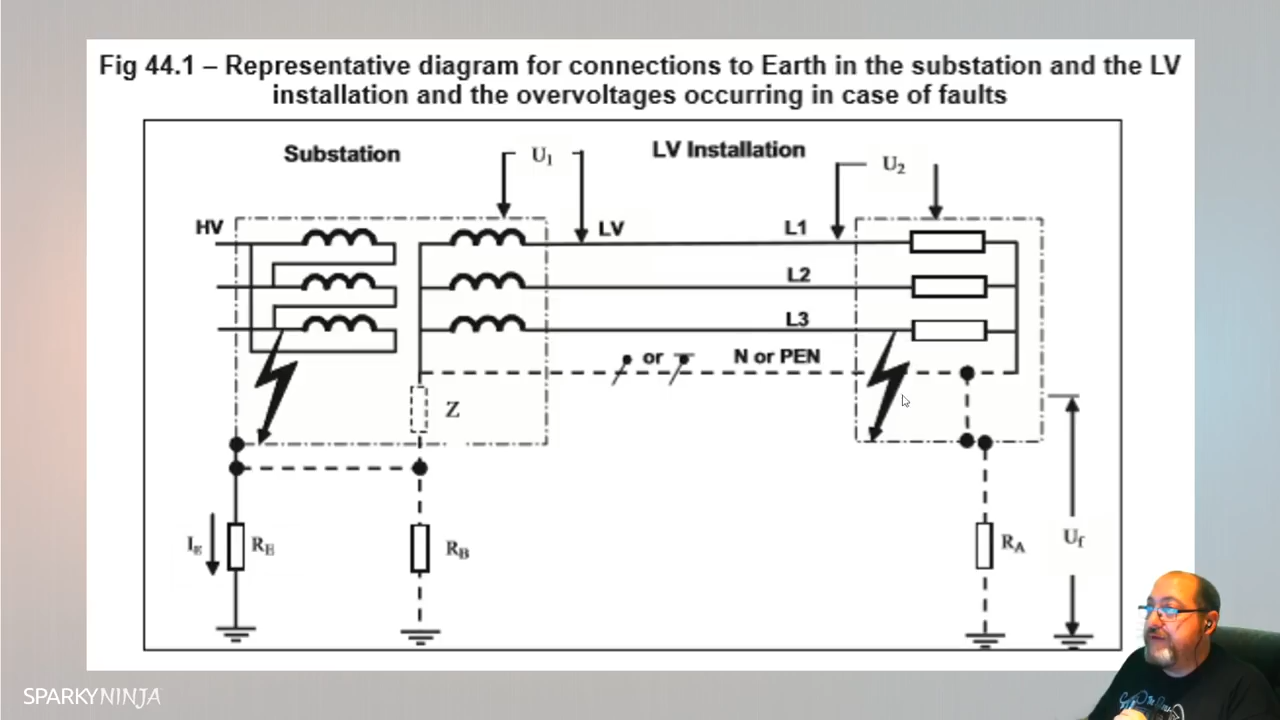 Fig 44.1 – Representative diagram for connections to Earth in the substation and the LV
installation and the overvoltages occurring in case of faults
Substation
U1
LV Installation
U2
HV
LV
L1
L2
L3
or
N or PEN
Z
IE
RE
RB
RA
Uf
SPARKYNINJA